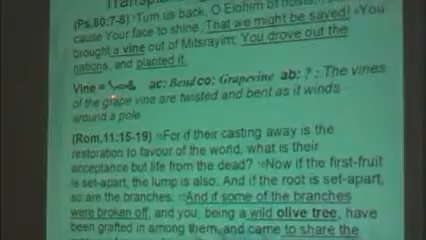 (Ps.80:7-8) Turn us back, O Elohim of hosts,
cause Your face to shine, That we might be saved! 8You
brought a vine out of Mitsrayim; You drove out the
nations, and planted it.
Vine = ac: Bend co: Grapevine ab: ? : The vines
of the grape vine are twisted and bent as it winds
around a pole
(Rom.11:15-19) 15For if their casting away is the
restoration to favour of the world, what is their
acceptance but life from the dead? 16Now if the first-fruit
is set-apart, the lump is also. And if the root is set-apart,
so are the branches. 17And if some of the branches
were broken off, and you, being a wild olive tree, have
been grafted in among them, and came to share the